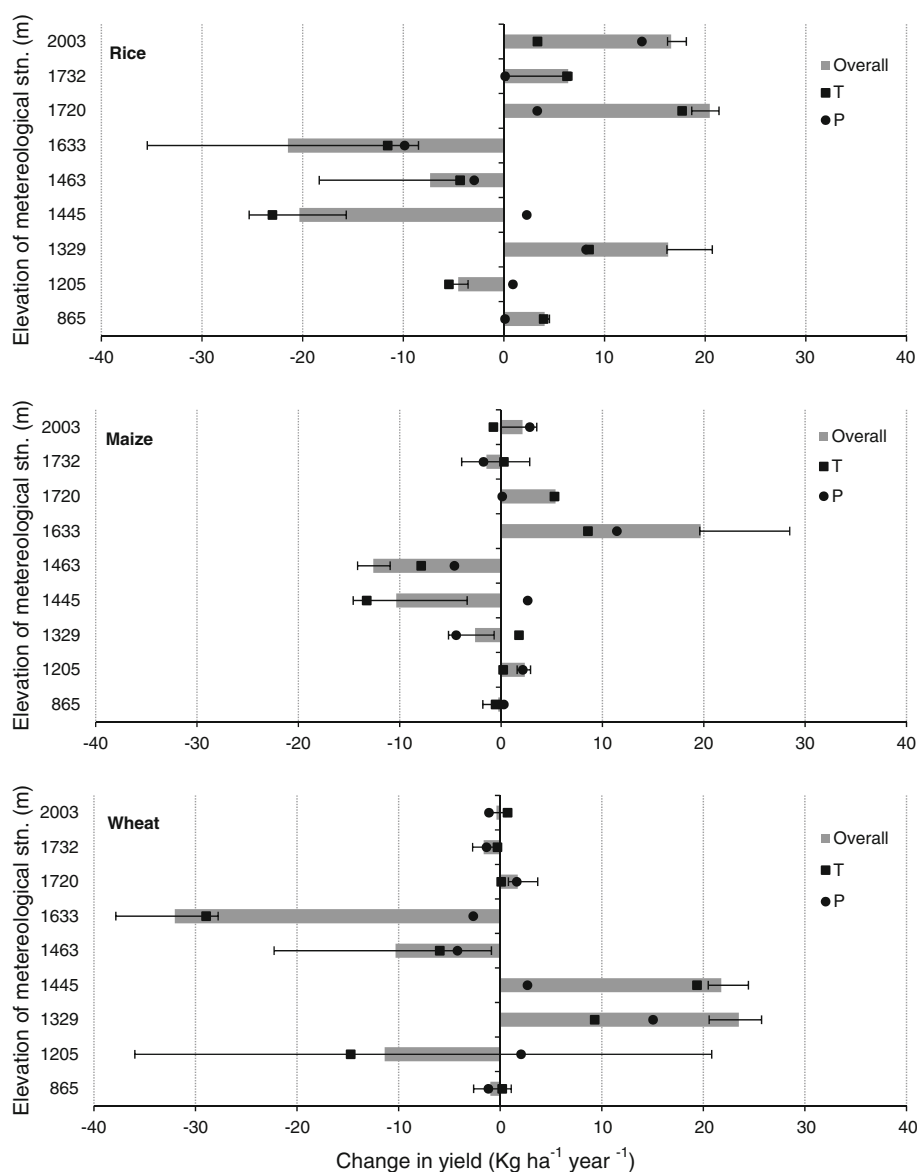 Rice
Elevation of metereological stn. (m)
2003
1732
1720
1633
1463
1445
1329
1205
865
Overall
T
P
-40 -30 -20 -10 0 10 20 30 40
Maize
Elevation of metereological stn. (m)
2003
1732
1720
1633
1463
1445
1329
1205
865
Overall
T
P
-40 -30 -20 -10 0 10 20 30 40
Wheat
Elevation of metereological stn. (m)
2003
1732
1720
1633
1463
1445
1329
1205
865
Overall
T
P
-40 -30 -20 -10 0 10 20 30 40
Change in yield (Kg ha⁻¹ year ⁻¹)